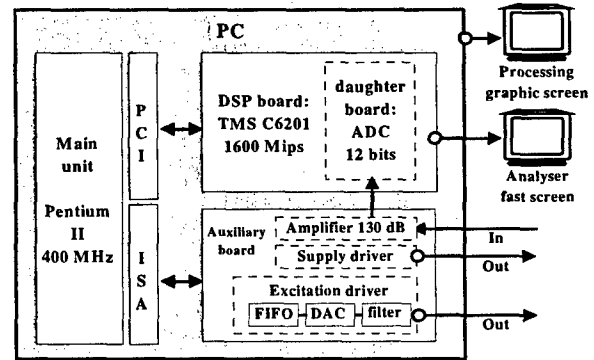 PC
Main
unit
Pentium
II
400 MHz
P
C
I
I
S
A
DSP board:
TMS C6201
1600 Mips
daughter
board:
ADC
12 bits
Processing
graphic screen
Analyser
fast screen
Auxiliary
board
Amplifier 130 dB
Supply driver
Excitation driver
FIFO
DAC
filter
In
Out
Out